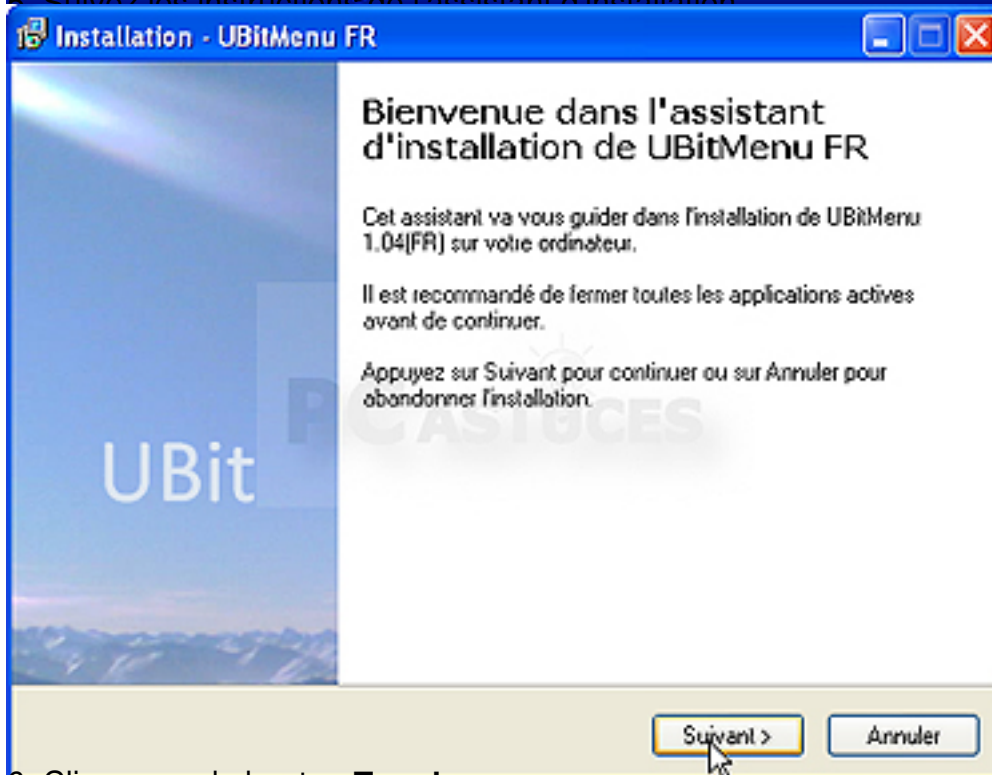 Installation - UBitMenu FR
Bienvenue dans l'assistant
d'installation de UBitMenu FR
Cet assistant va vous guider dans l'installation de UBitMenu
1.04(FR) sur votre ordinateur.
Il est recommandé de fermer toutes les applications actives
avant de continuer.
Appuyez sur Suivant pour continuer ou sur Annuler pour
abandonner l'installation.
PC ASTUCES
UBit
Suivant >
Annuler